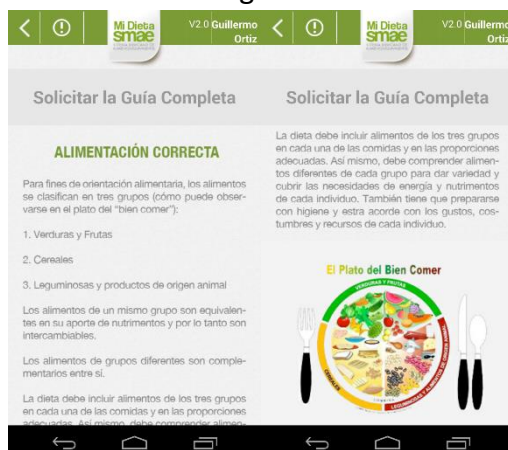 Mi Dieta
smae
V2.0 Guillermo
Ortiz
Solicitar la Guía Completa
ALIMENTACIÓN CORRECTA
Para fines de orientación alimentaria, los alimentos
se clasifican en tres grupos (cómo puede obser-
varse en el plato del "bien comer"):
1. Verduras y Frutas
2. Cereales
3. Leguminosas y productos de origen animal
Los alimentos de un mismo grupo son equivalen-
tes en su aporte de nutrimentos y por lo tanto son
intercambiables.
Los alimentos de grupos diferentes son comple-
mentarios entre si.
La dieta debe incluir alimentos de los tres grupos
en cada una de las comidas y en las proporciones
adecuadas. Así mismo, debe comprender alimen-
Mi Dieta
smae
V2.0 Guillermo
Ortiz
Solicitar la Guía Completa
La dieta debe incluir alimentos de los tres grupos
en cada una de las comidas y en las proporciones
adecuadas. Así mismo, debe comprender alimen-
tos diferentes de cada grupo para dar variedad y
cubrir las necesidades de energía y nutrimentos
de cada individuo. También tiene que prepararse
con higiene y estra acorde con los gustos, cos-
tumbres y recursos de cada individuo.
El Plato del Bien Comer
VERDURAS Y FRUTAS
CEREALES
LEGUMINOSAS Y ALIMENTOS DE ORIGEN ANIMAL